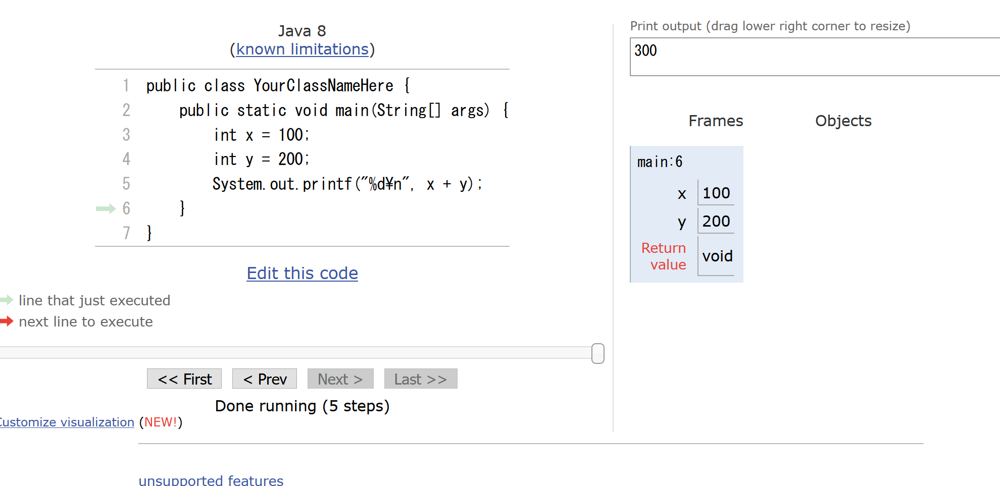 Java 8
(known limitations)
1 public class YourClassNameHere {
2 public static void main(String[] args) {
3 int x = 100;
4 int y = 200;
5 System.out.printf("%d¥n", x + y);
6 }
7 }
Edit this code
line that just executed
next line to execute
<< First < Prev Next > Last >>
Done running (5 steps)
Customize visualization (NEW!)
unsupported features
Print output (drag lower right corner to resize)
300
Frames Objects
main:6
x 100
y 200
Return
value void